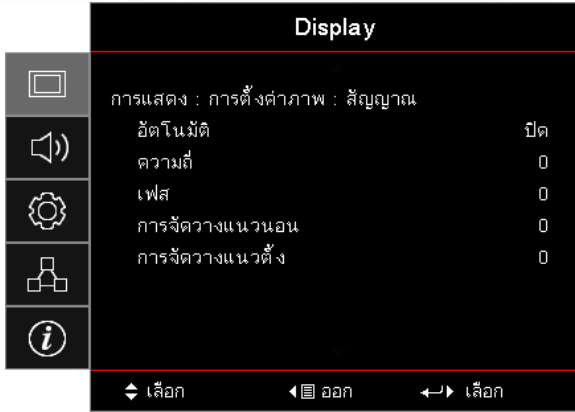 Display
การแสดง : การตั้งค่าภาพ : สัญญาณ
อัตโนมัติ ปิด
ความถี่ 0
เฟส 0
การจัดวางแนวนอน 0
การจัดวางแนวตั้ง 0
เลือก ออก เลือก